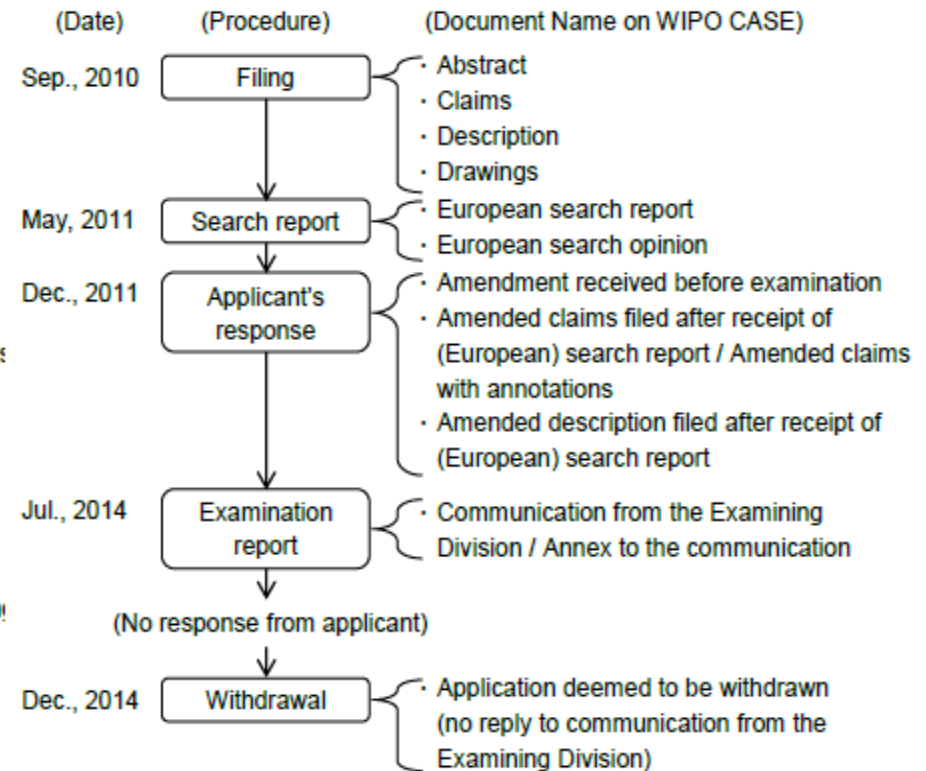 (Date) (Procedure) (Document Name on WIPO CASE)
Sep., 2010 Filing · Abstract
· Claims
· Description
· Drawings
May, 2011 Search report · European search report
· European search opinion
Dec., 2011 Applicant's response · Amendment received before examination
· Amended claims filed after receipt of
(European) search report / Amended claims
with annotations
· Amended description filed after receipt of
(European) search report
Jul., 2014 Examination report · Communication from the Examining
Division / Annex to the communication
(No response from applicant)
Dec., 2014 Withdrawal · Application deemed to be withdrawn
(no reply to communication from the
Examining Division)